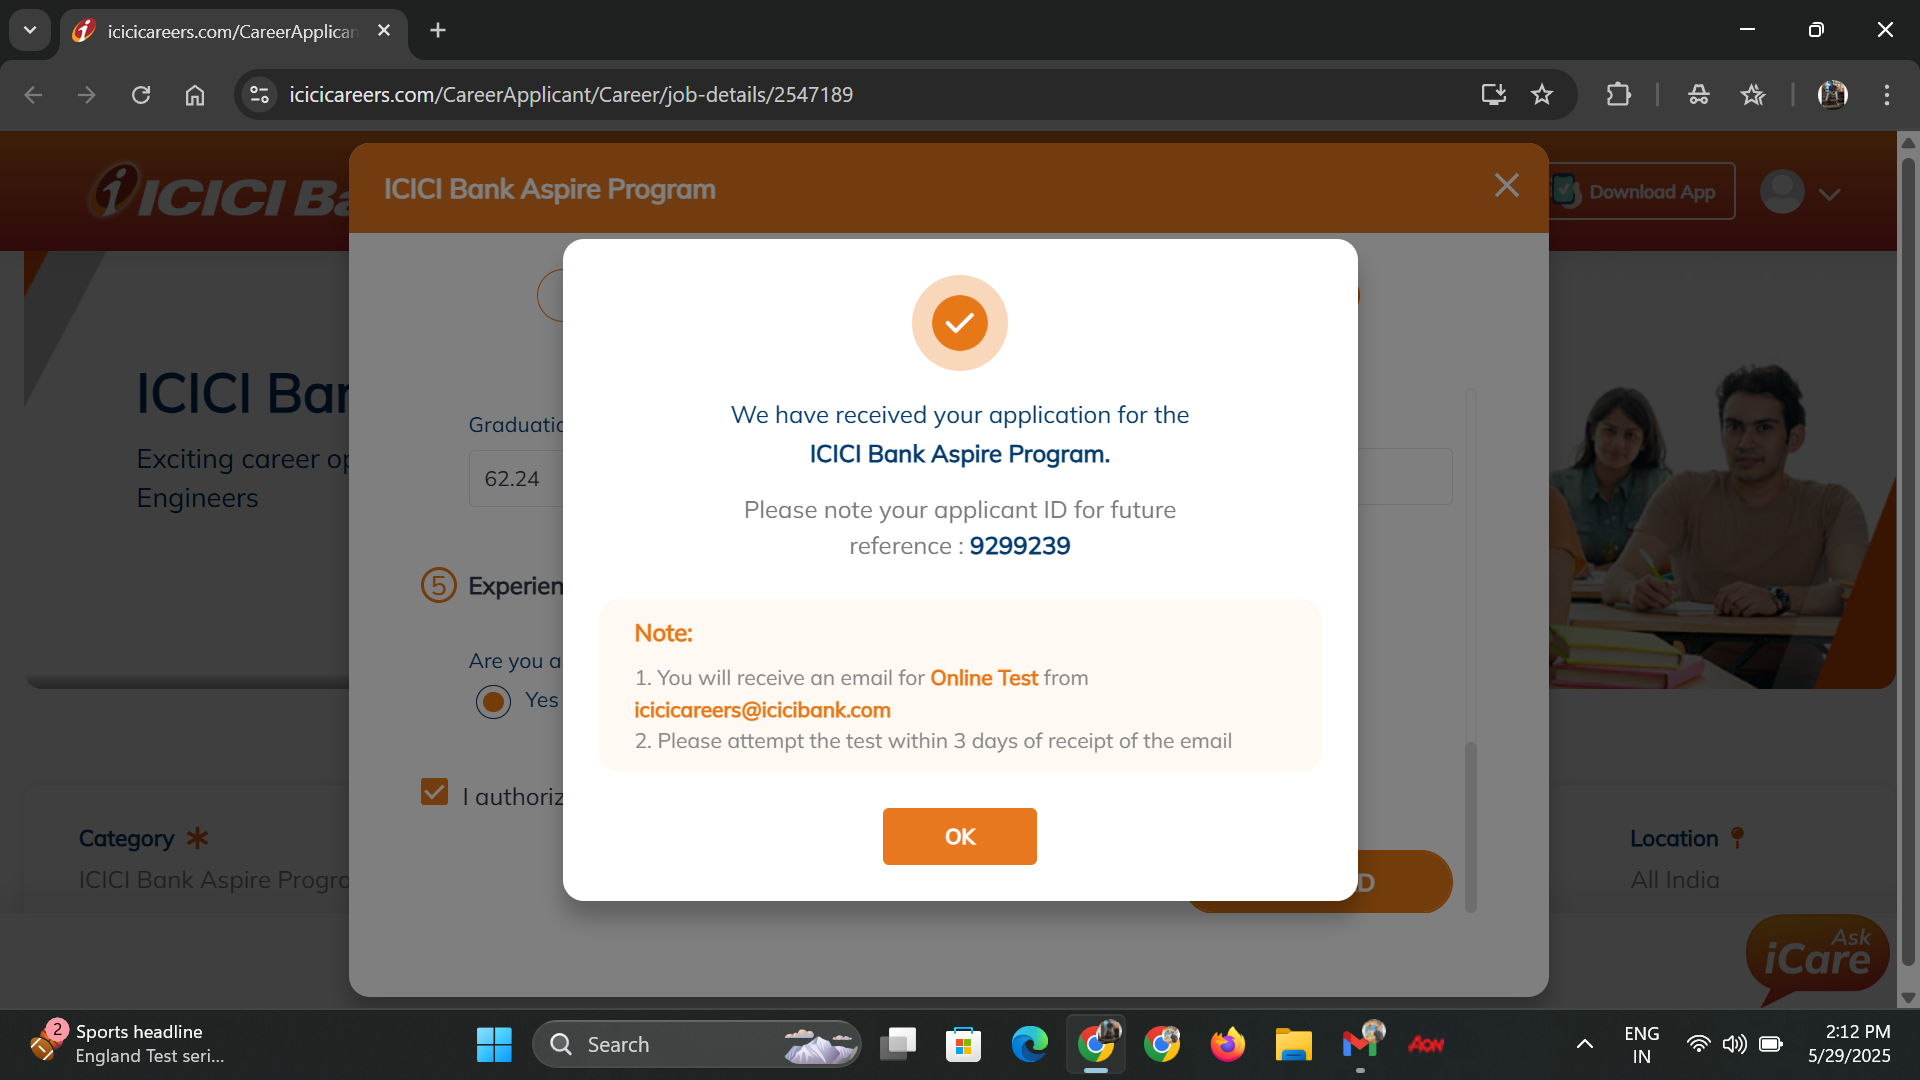 icicicareers.com/CareerApplican
icicicareers.com/CareerApplicant/Career/job-details/2547189
ICICI Ba
ICICI Bank Aspire Program
Download App
We have received your application for the
ICICI Bank Aspire Program.
Please note your applicant ID for future
reference : 9299239
Note:
1. You will receive an email for Online Test from
icicicareers@icicibank.com
2. Please attempt the test within 3 days of receipt of the email
OK
ICICI Bar
Exciting career op
Engineers
Graduatio
62.24
5 Experien
Are you a
Yes
I authoriz
D
Category
ICICI Bank Aspire Progra
Location
All India
Ask
iCare
2
Sports headline
England Test seri...
Search
AON
ENG
IN
2:12 PM
5/29/2025